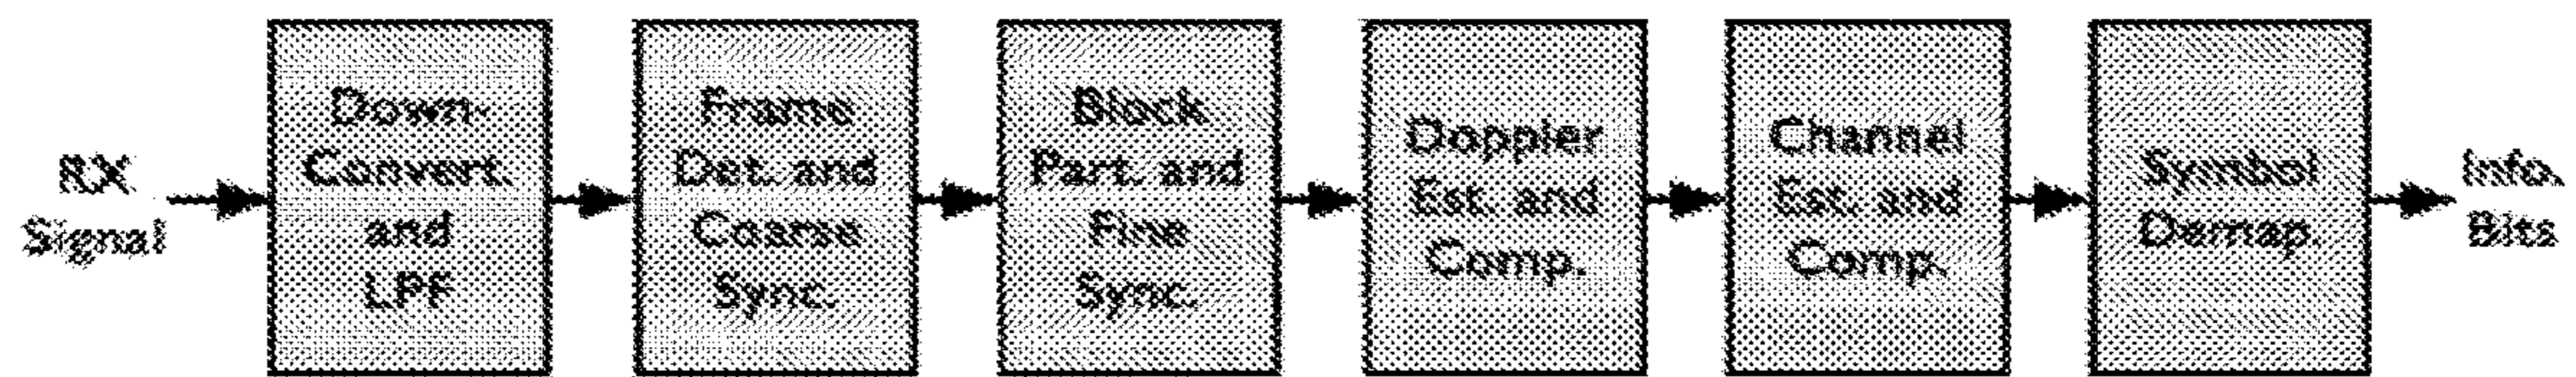 RX
Signal
Down-
Convert.
and
LPF
Frame
Det. and
Coarse
Sync.
Block
Part. and
Fine
Sync.
Doppler
Est. and
Comp.
Channel
Est. and
Comp.
Symbol
Demap.
Info.
Bits